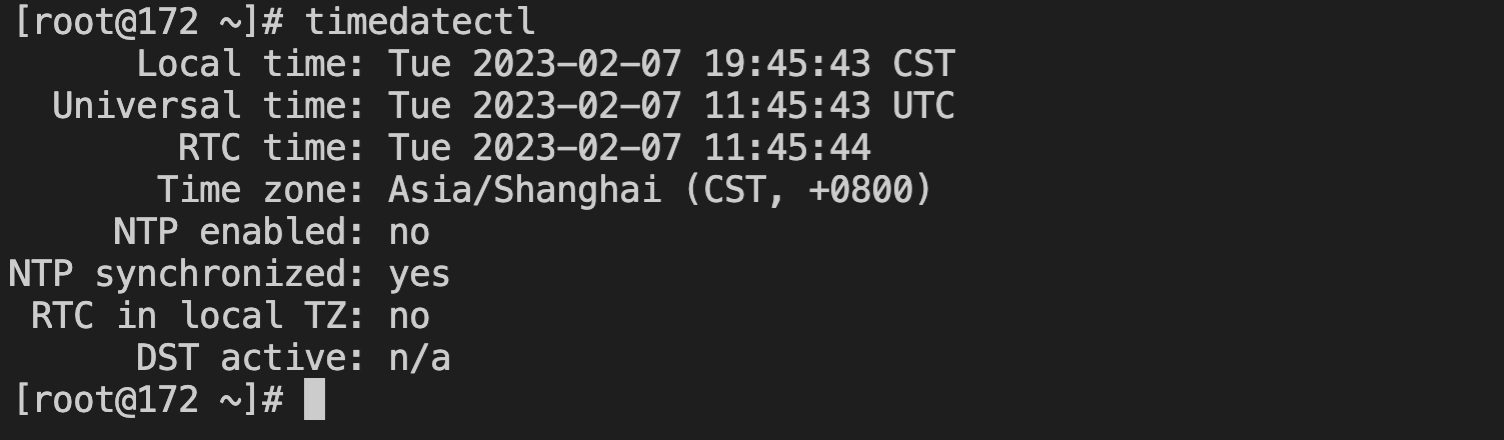 [root@172 ~]# timedatectl
Local time: Tue 2023-02-07 19:45:43 CST
Universal time: Tue 2023-02-07 11:45:43 UTC
RTC time: Tue 2023-02-07 11:45:44
Time zone: Asia/Shanghai (CST, +0800)
NTP enabled: no
NTP synchronized: yes
RTC in local TZ: no
DST active: n/a
[root@172 ~]#